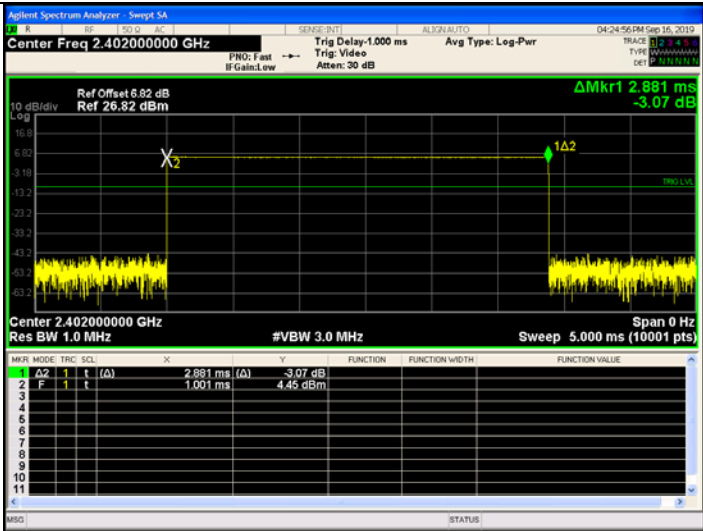 Agilent Spectrum Analyzer - Swept SA
R RF 50 Ω AC SENSE:INT ALIGN AUTO 04:24:56 PM Sep 16, 2019
Center Freq 2.402000000 GHz
PNO: Fast
IFGain:Low
Trig Delay-1.000 ms
Trig: Video
Atten: 30 dB
Avg Type: Log-Pwr
TRACE 1 2 3 4 5 6
TYPE
DET P N N N N N
ΔMkr1 2.881 ms
-3.07 dB
Ref Offset 6.82 dB
10 dB/div Ref 26.82 dBm
Log
16.8
6.82
-3.18
-13.2
-23.2
-33.2
-43.2
-53.2
-63.2
X2
1Δ2
TRIG LVL
Center 2.402000000 GHz Span 0 Hz
Res BW 1.0 MHz #VBW 3.0 MHz Sweep 5.000 ms (10001 pts)
MKR MODE TRC SCL X Y FUNCTION FUNCTION WIDTH FUNCTION VALUE
1 Δ2 1 t (Δ) 2.881 ms (Δ) -3.07 dB
2 F 1 t 1.001 ms 4.45 dBm
3
4
5
6
7
8
9
10
11
MSG STATUS